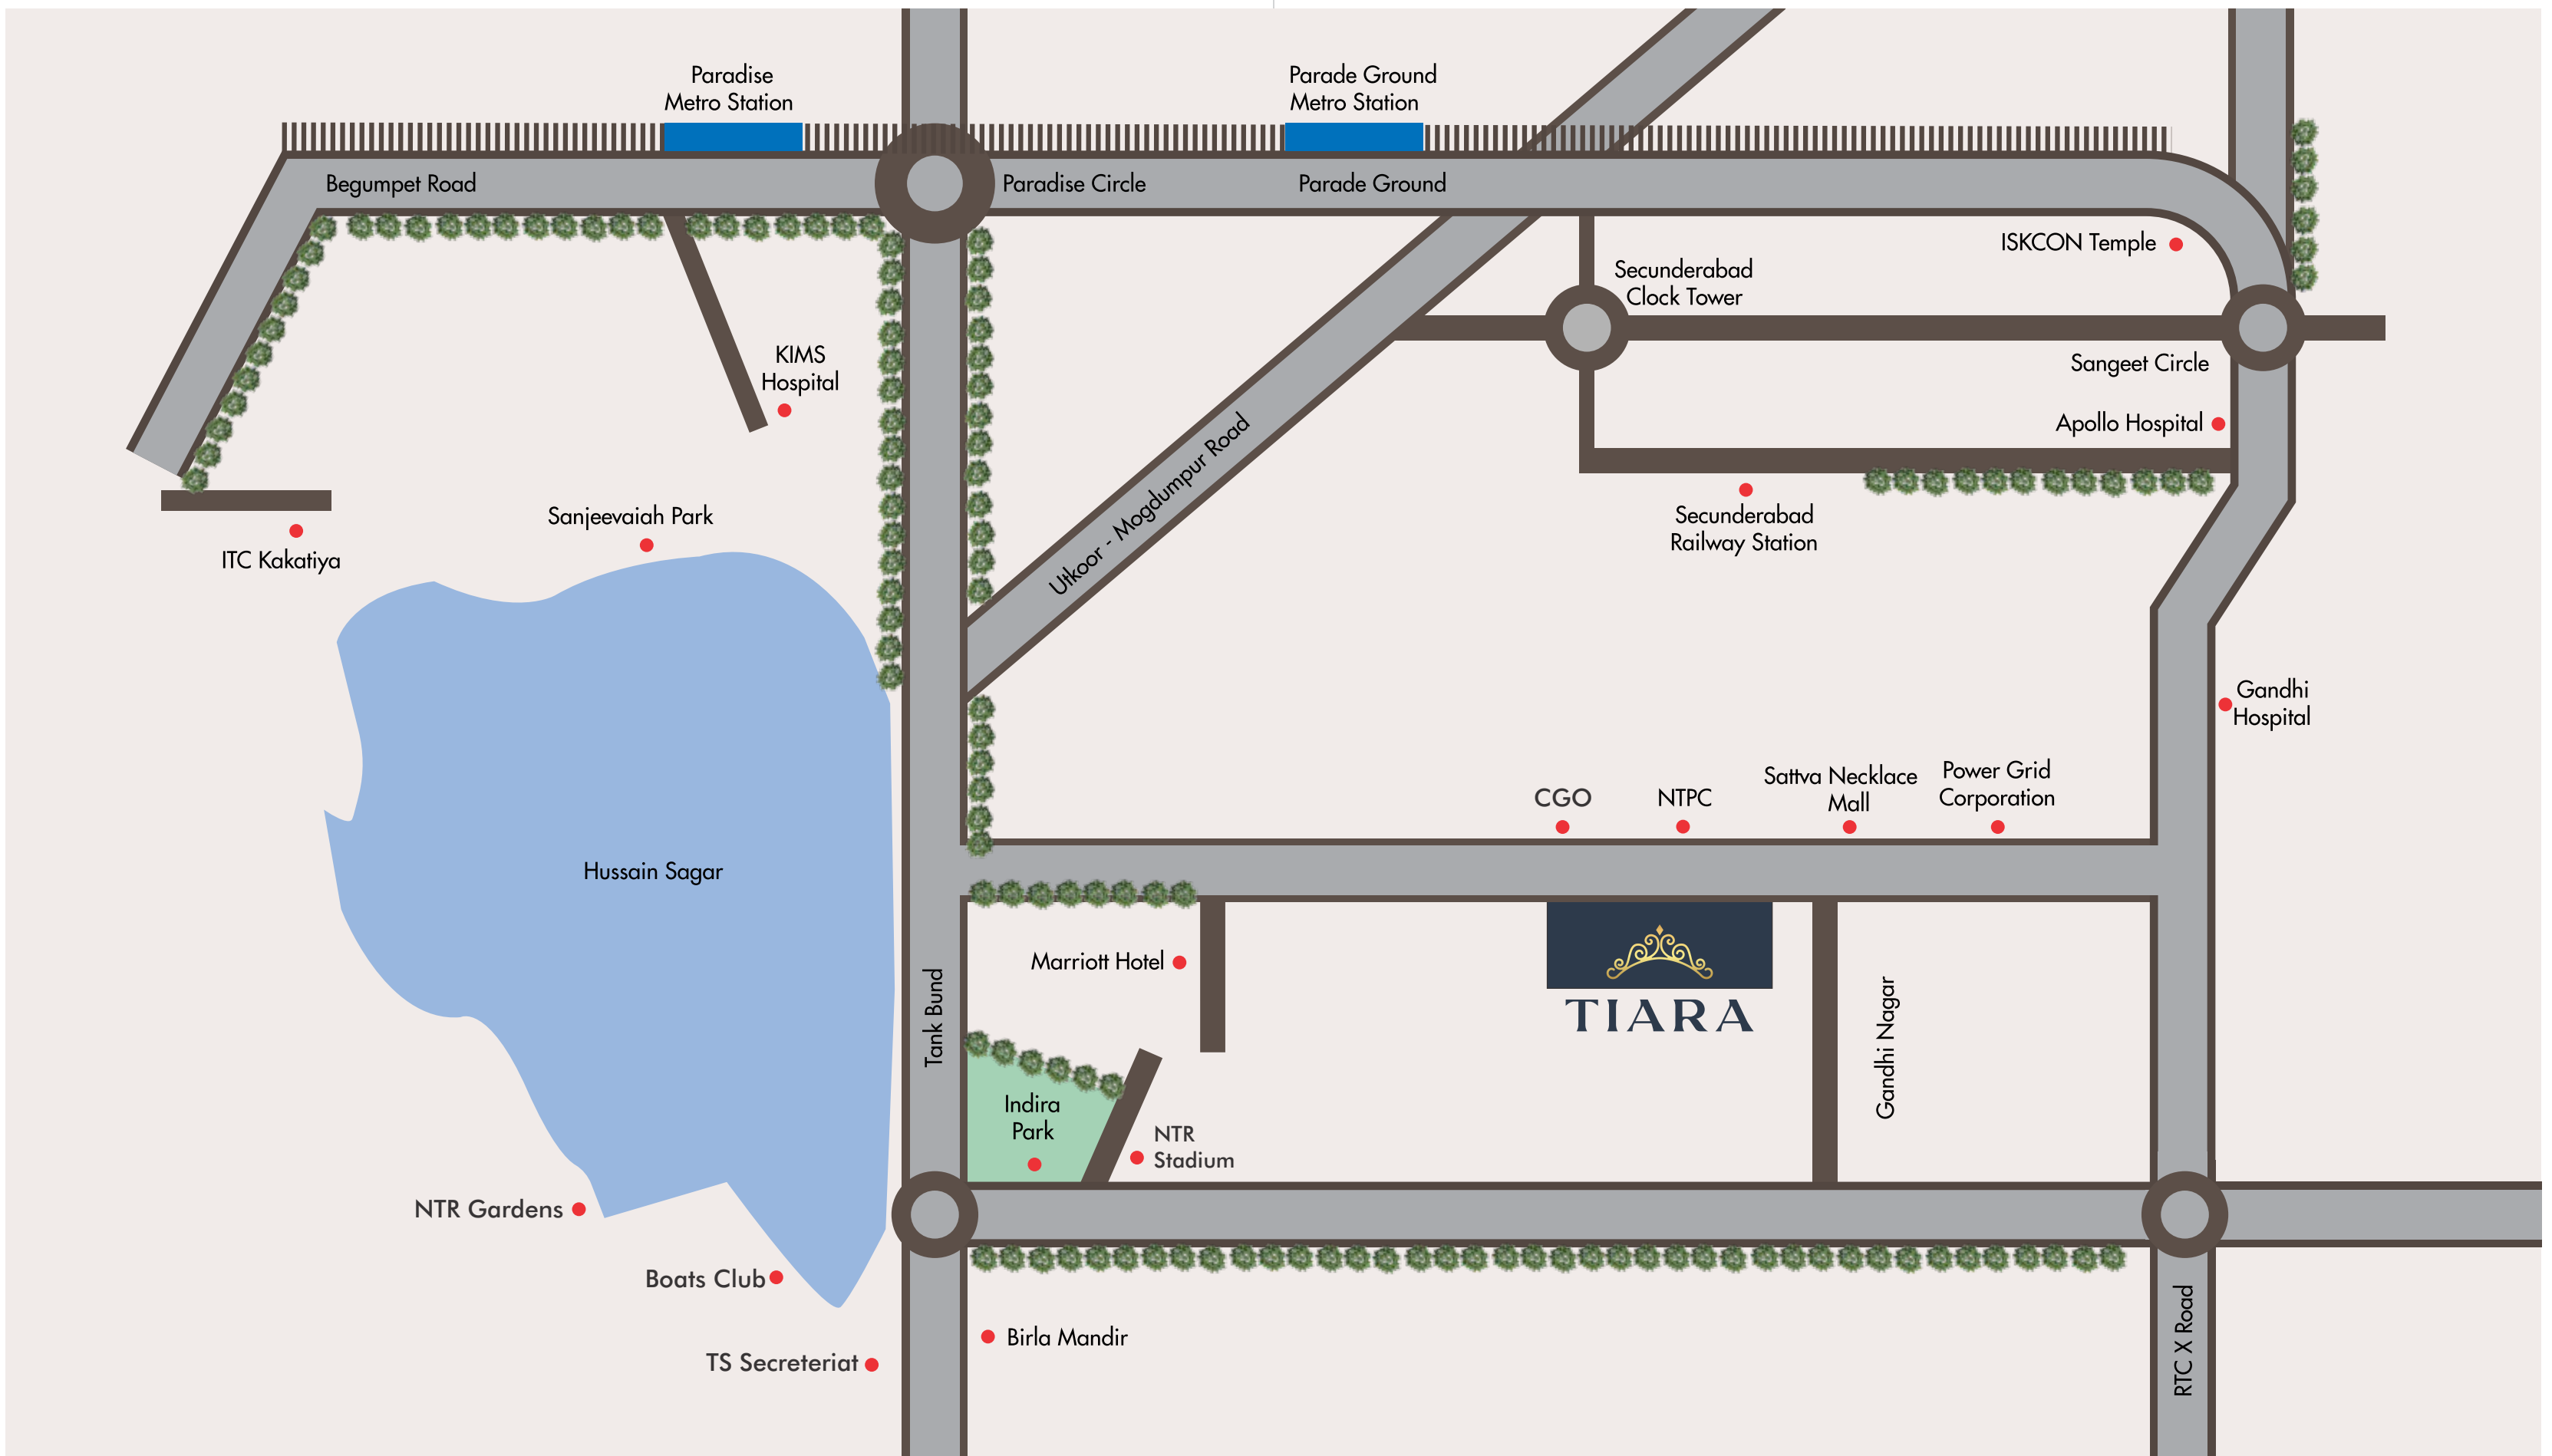 Paradise
Metro Station
Parade Ground
Metro Station
Begumpet Road
Paradise Circle
Parade Ground
ISKCON Temple
Secunderabad
Clock Tower
KIMS
Hospital
Sangeet Circle
Apollo Hospital
Utkoor - Mogdumpur Road
Sanjeevaiah Park
Secunderabad
Railway Station
ITC Kakatiya
Gandhi
Hospital
CGO
NTPC
Sattva Necklace
Mall
Power Grid
Corporation
Hussain Sagar
Marriott Hotel
TIARA
Tank Bund
Gandhi Nagar
Indira
Park
NTR
Stadium
NTR Gardens
Boats Club
Birla Mandir
TS Secreteriat
RTC X Road